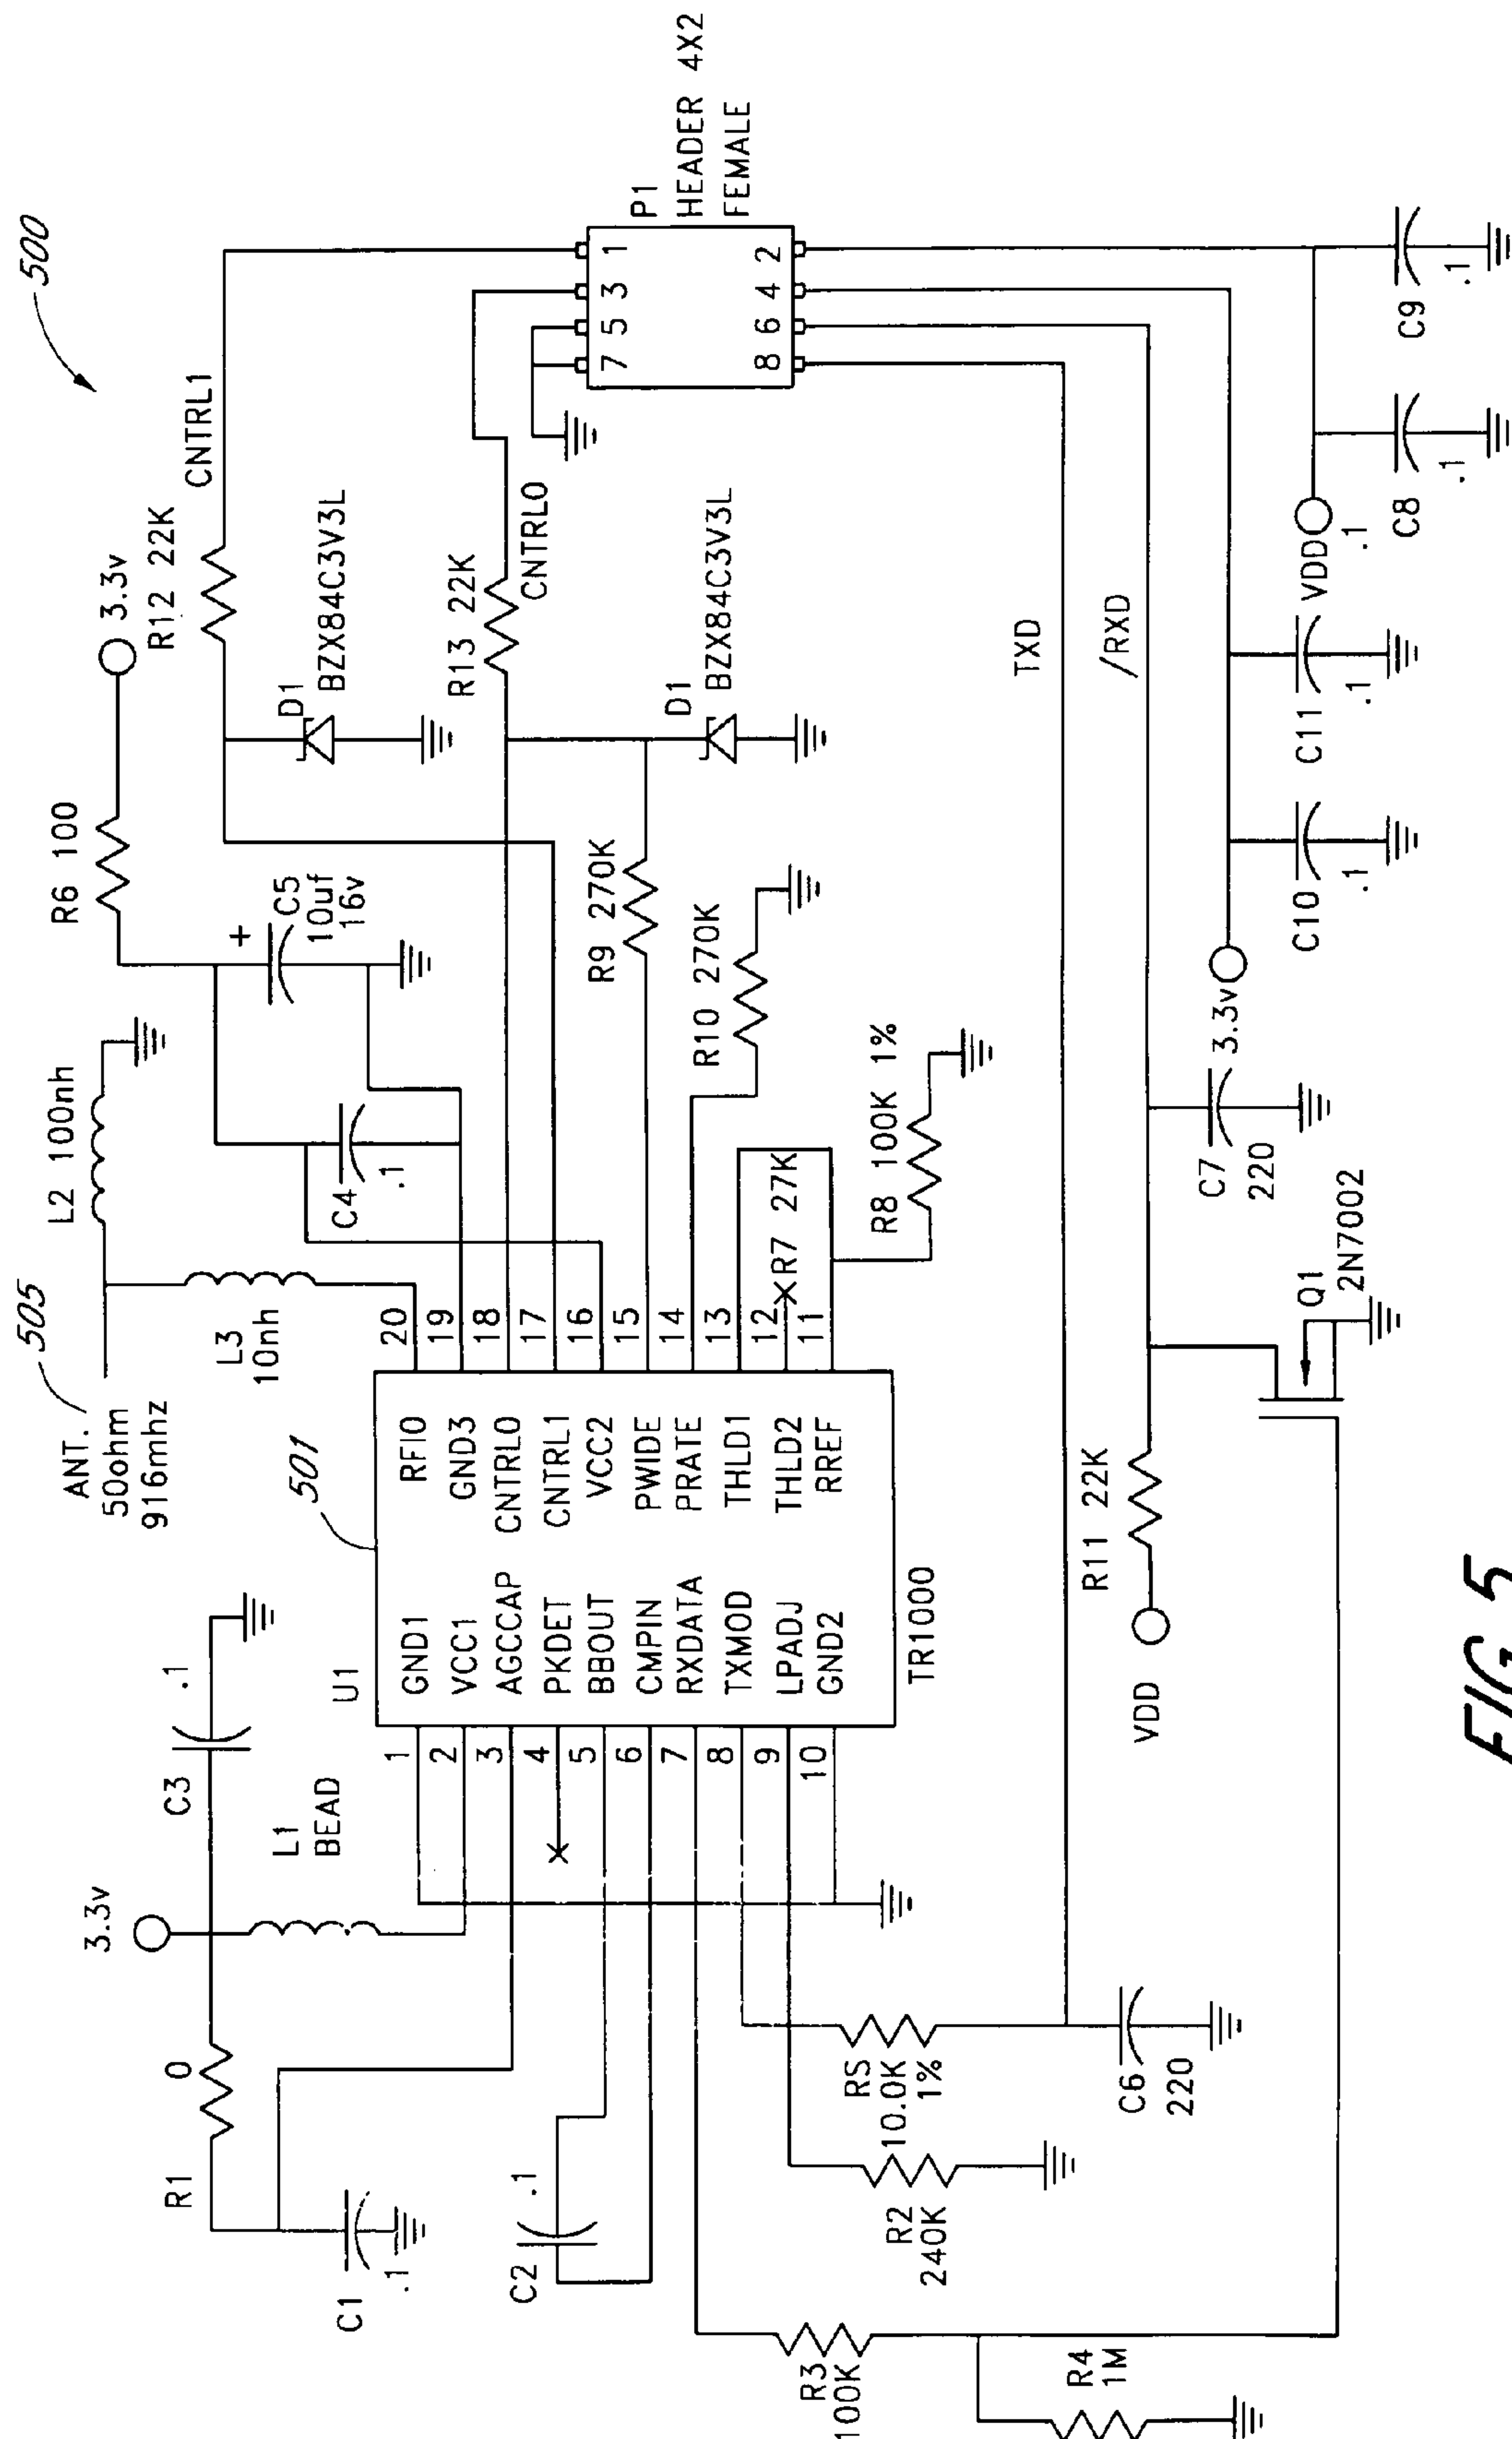 500
505
ANT.
50ohm
916mhz
L2 100nh
L3
10nh
R6 100
3.3v
R12 22K
CNTRL1
+
C5
10uf
16v
C4
.1
D1
BZX84C3V3L
R13 22K
CNTRL0
D1
BZX84C3V3L
P1
HEADER 4X2
FEMALE
7 5 3 1
8 6 4 2
R9 270K
R10 270K
R7 27K
R8 100K 1%
3.3v
C3
.1
L1
BEAD
R1
0
C1
.1
C2
.1
501
U1
1
2
3
4
5
6
7
8
9
10
GND1
VCC1
AGCCAP
PKDET
BBOUT
CMPIN
RXDATA
TXMOD
LPADJ
GND2
RFIO
GND3
CNTRL0
CNTRL1
VCC2
PWIDE
PRATE
THLD1
THLD2
RREF
20
19
18
17
16
15
14
13
12
11
TR1000
R3
100K
R4
1M
R2
240K
RS
10.0K
1%
C6
220
TXD
/RXD
VDD
R11 22K
C7
220
Q1
2N7002
3.3v
C10
.1
C11
.1
VDD
.1
C8
.1
C9
.1
FIG. 5